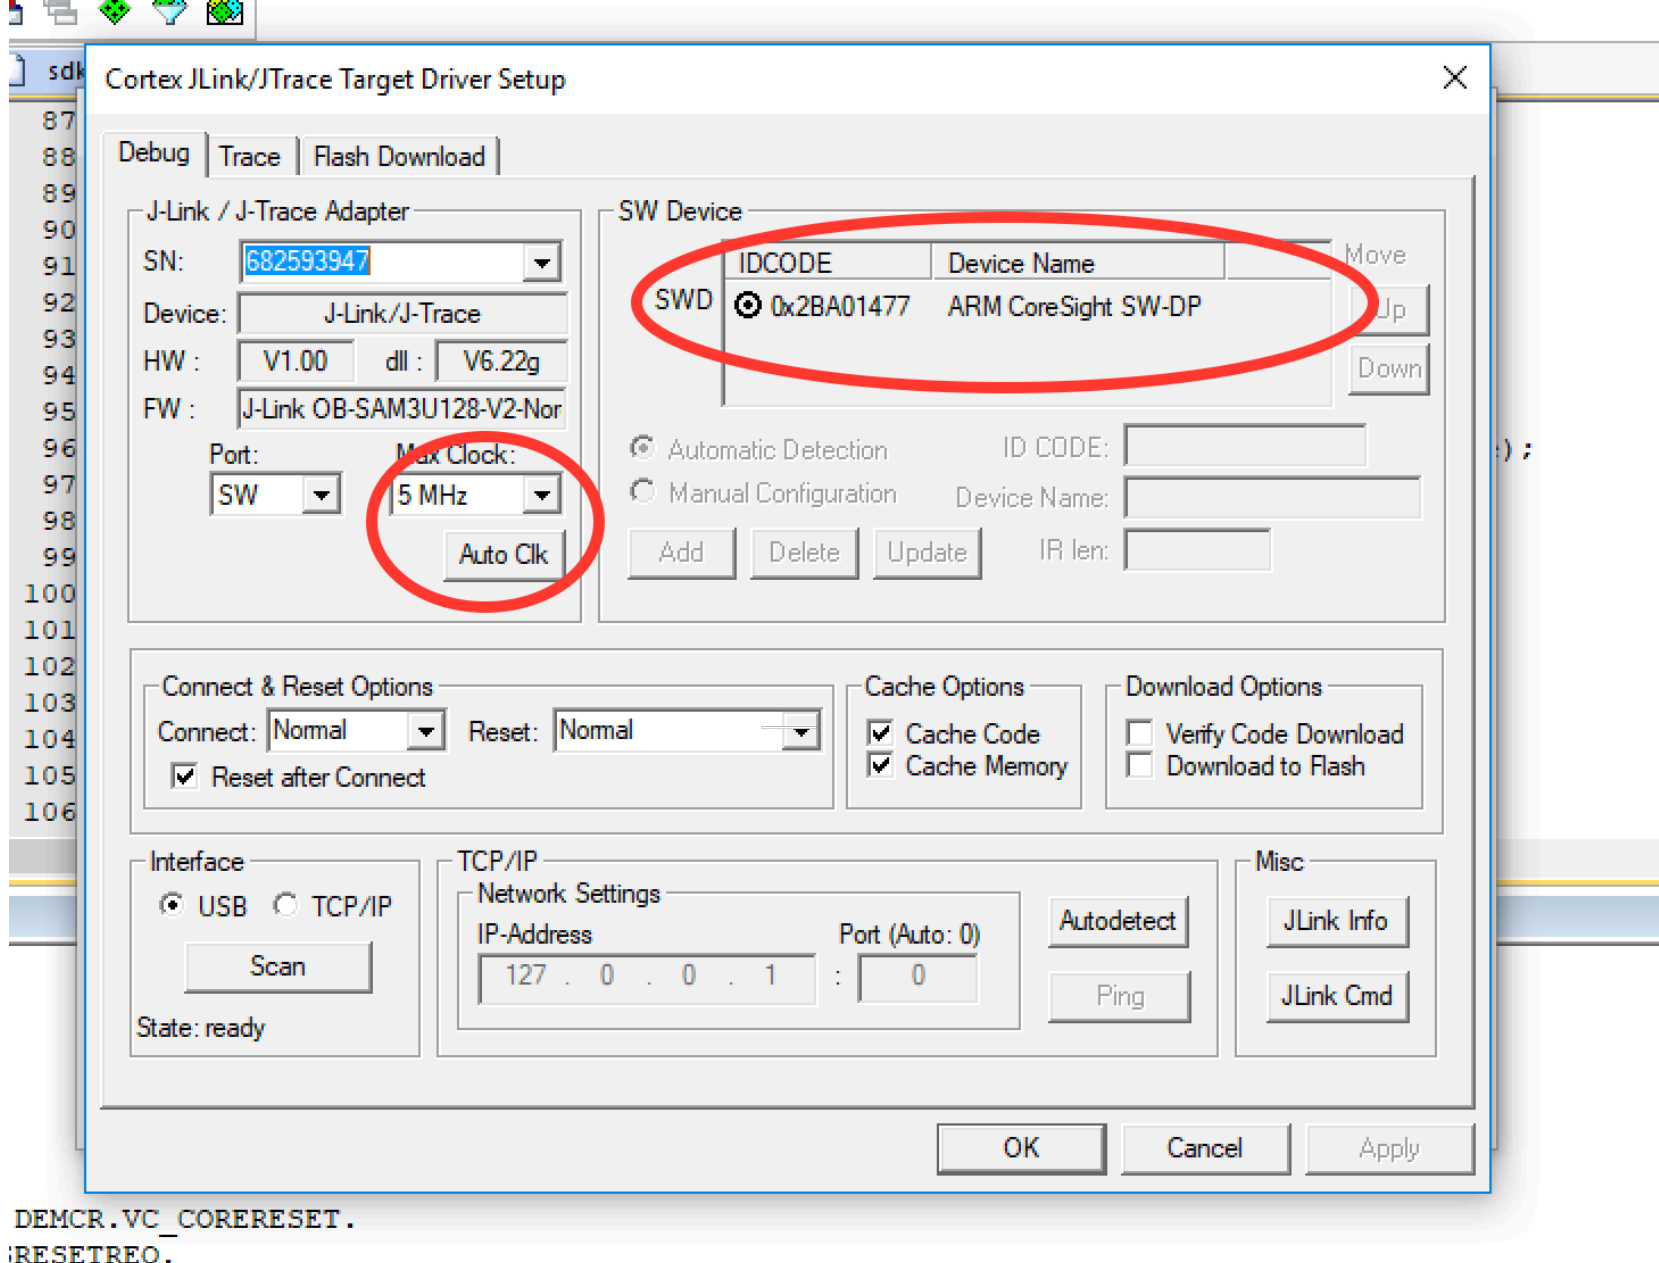 sdk
Cortex JLink/JTrace Target Driver Setup
Debug
Trace
Flash Download
J-Link / J-Trace Adapter
SN:
682593947
Device:
J-Link/J-Trace
HW :
V1.00
dll :
V6.22g
FW :
J-Link OB-SAM3U128-V2-Nor
Port:
Max Clock:
SW
5 MHz
Auto Clk
SW Device
IDCODE
Device Name
Move
SWD
0x2BA01477
ARM CoreSight SW-DP
Up
Down
Automatic Detection
ID CODE:
Manual Configuration
Device Name:
Add
Delete
Update
IR len:
Connect & Reset Options
Connect:
Normal
Reset:
Normal
Reset after Connect
Cache Options
Cache Code
Cache Memory
Download Options
Verify Code Download
Download to Flash
Interface
USB
TCP/IP
Scan
State: ready
TCP/IP
Network Settings
IP-Address
Port (Auto: 0)
127 . 0 . 0 . 1
:
0
Autodetect
Ping
Misc
JLink Info
JLink Cmd
OK
Cancel
Apply
87
88
89
90
91
92
93
94
95
96
);
97
98
99
100
101
102
103
104
105
106
DEMCR.VC_CORERESET.
RESETREQ.